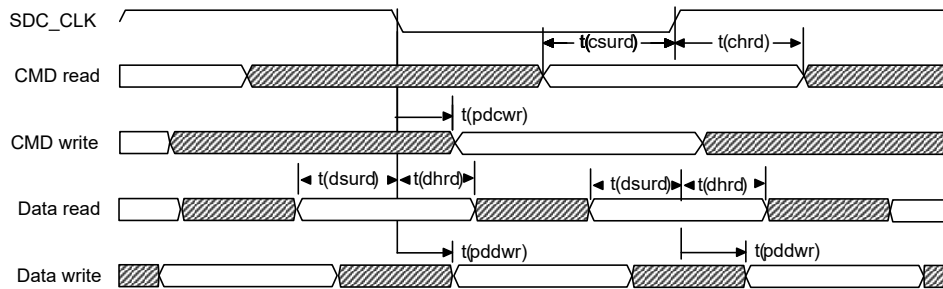 SDC_CLK
t(csurd) t(chrd)
CMD read
t(pdcwr)
CMD write
t(dsurd) t(dhrd) t(dsurd) t(dhrd)
Data read
t(pddwr) t(pddwr)
Data write